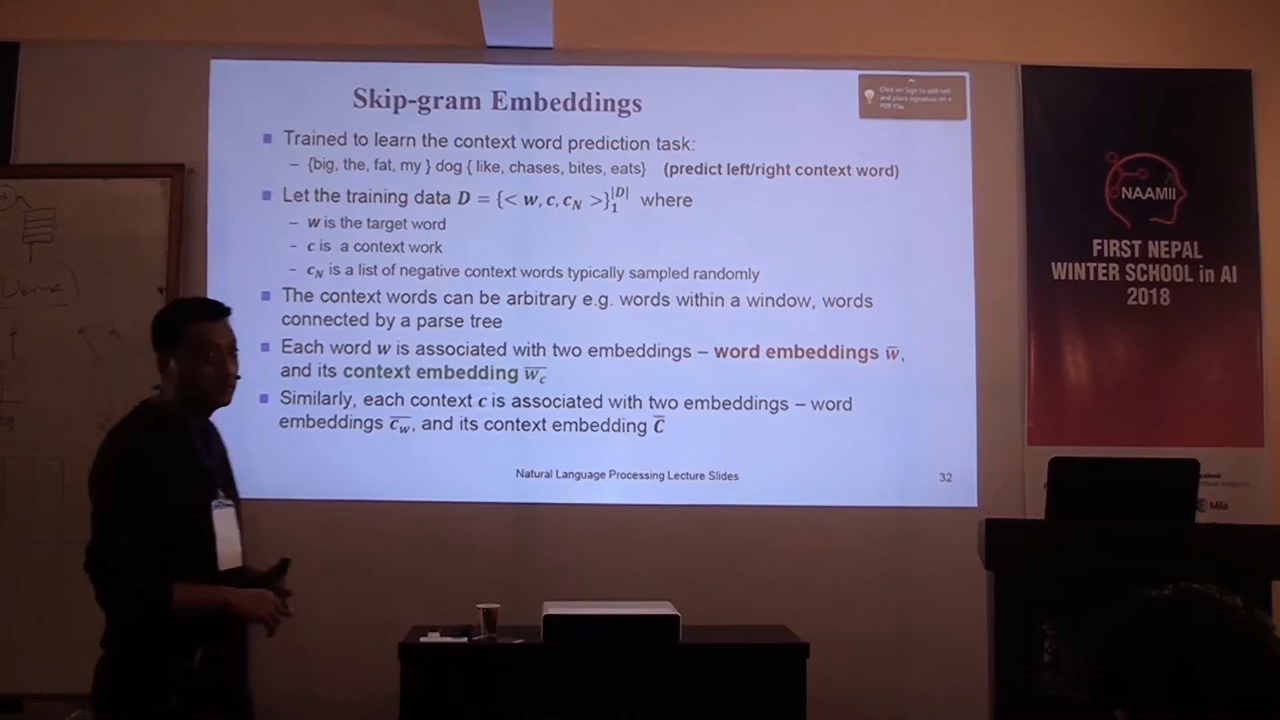 Skip-gram Embeddings
Click on Sign to add text
and place signature on a
PDF File.
Trained to learn the context word prediction task:
– {big, the, fat, my } dog { like, chases, bites, eats} (predict left/right context word)
Let the training data D = {< w, c, c_N >}_1^|D| where
– w is the target word
– c is a context work
– c_N is a list of negative context words typically sampled randomly
The context words can be arbitrary e.g. words within a window, words
connected by a parse tree
Each word w is associated with two embeddings – word embeddings w̅,
and its context embedding w̅_c
Similarly, each context c is associated with two embeddings – word
embeddings c̅_w, and its context embedding C̅
Natural Language Processing Lecture Slides
32
NAAMII
FIRST NEPAL
WINTER SCHOOL in AI
2018
Mila